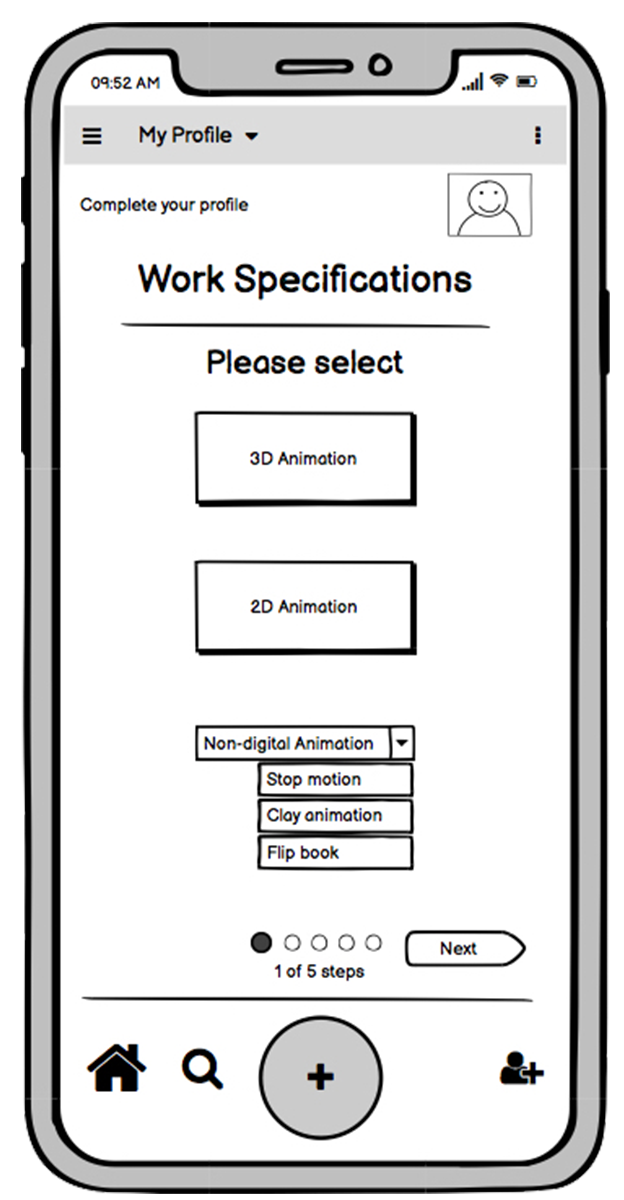 09:52 AM
My Profile
Complete your profile
Work Specifications
Please select
3D Animation
2D Animation
Non-digital Animation
Stop motion
Clay animation
Flip book
Next
1 of 5 steps